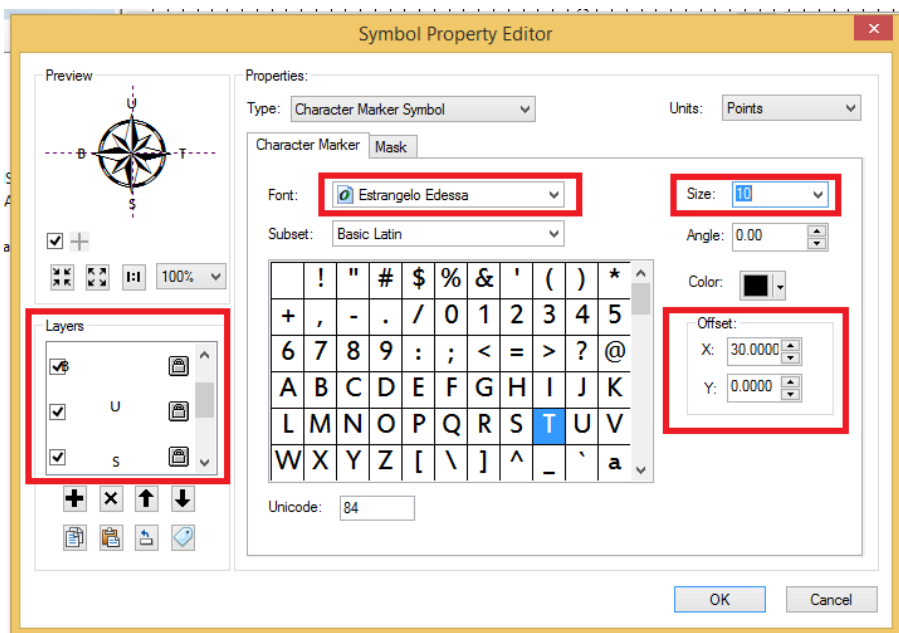 Symbol Property Editor
Preview
U
B
T
S
100%
Layers
B
U
S
Properties:
Type: Character Marker Symbol
Units: Points
Character Marker
Mask
Font: Estrangelo Edessa
Size: 10
Subset: Basic Latin
Angle: 0.00
! " # $ % & ' ( ) *
+ , - . / 0 1 2 3 4 5
6 7 8 9 : ; < = > ? @
A B C D E F G H I J K
L M N O P Q R S T U V
W X Y Z [ \ ] ^ _ ` a
Color:
Offset:
X: 30.0000
Y: 0.0000
Unicode: 84
OK
Cancel